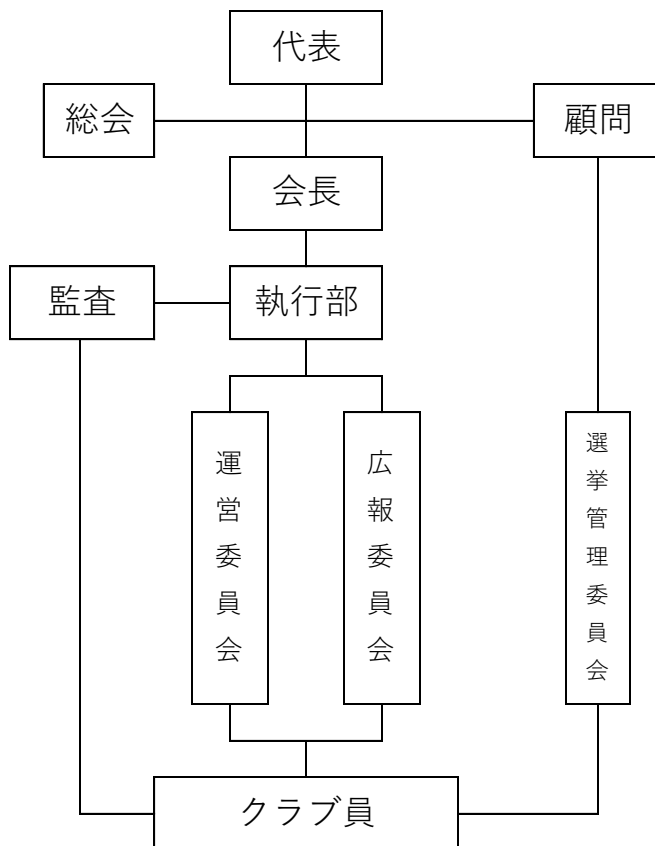 代表
総会
顧問
会長
監査
執行部
運営委員会
広報委員会
選挙管理委員会
クラブ員